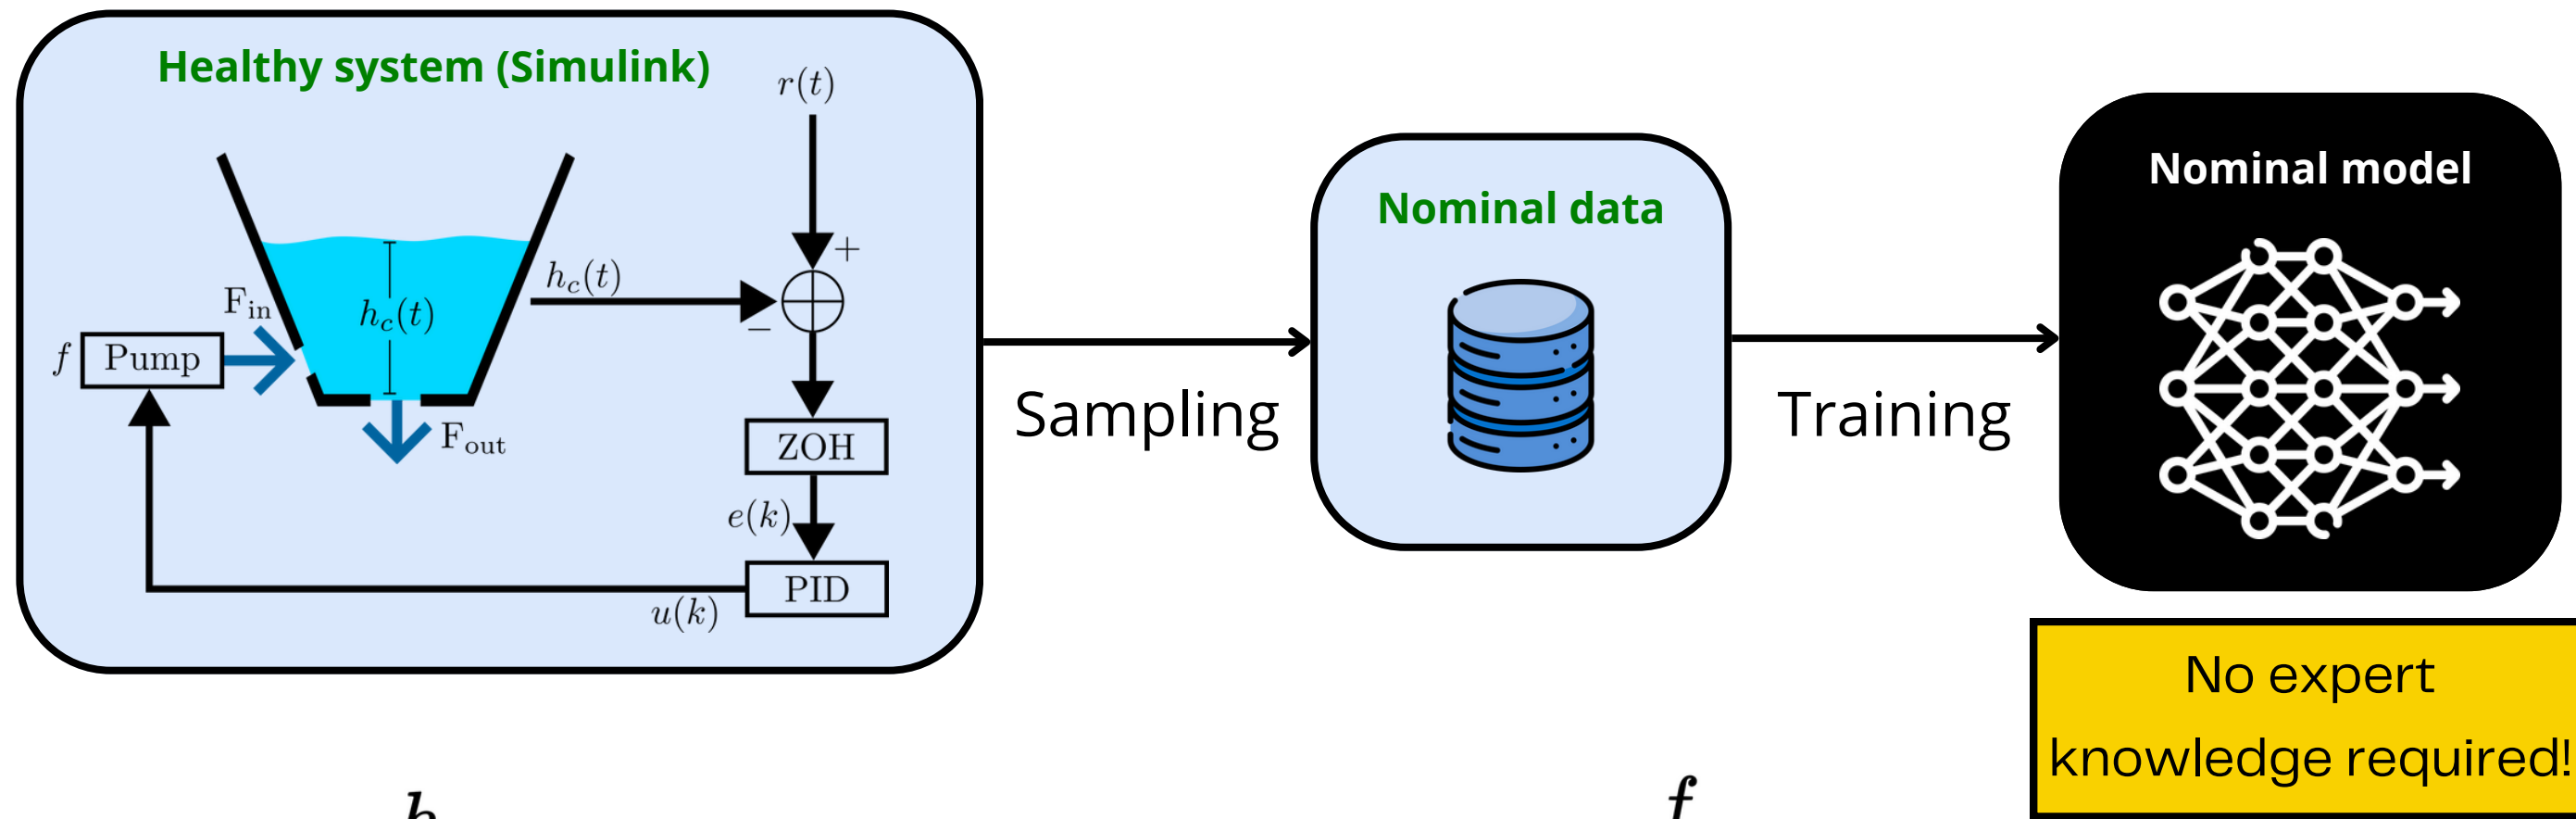 Healthy system (Simulink)
r(t)
+
h_c(t)
−
F_in
h_c(t)
f
Pump
F_out
ZOH
e(k)
PID
u(k)
Sampling
Nominal data
Training
Nominal model
No expert
knowledge required!
h
f